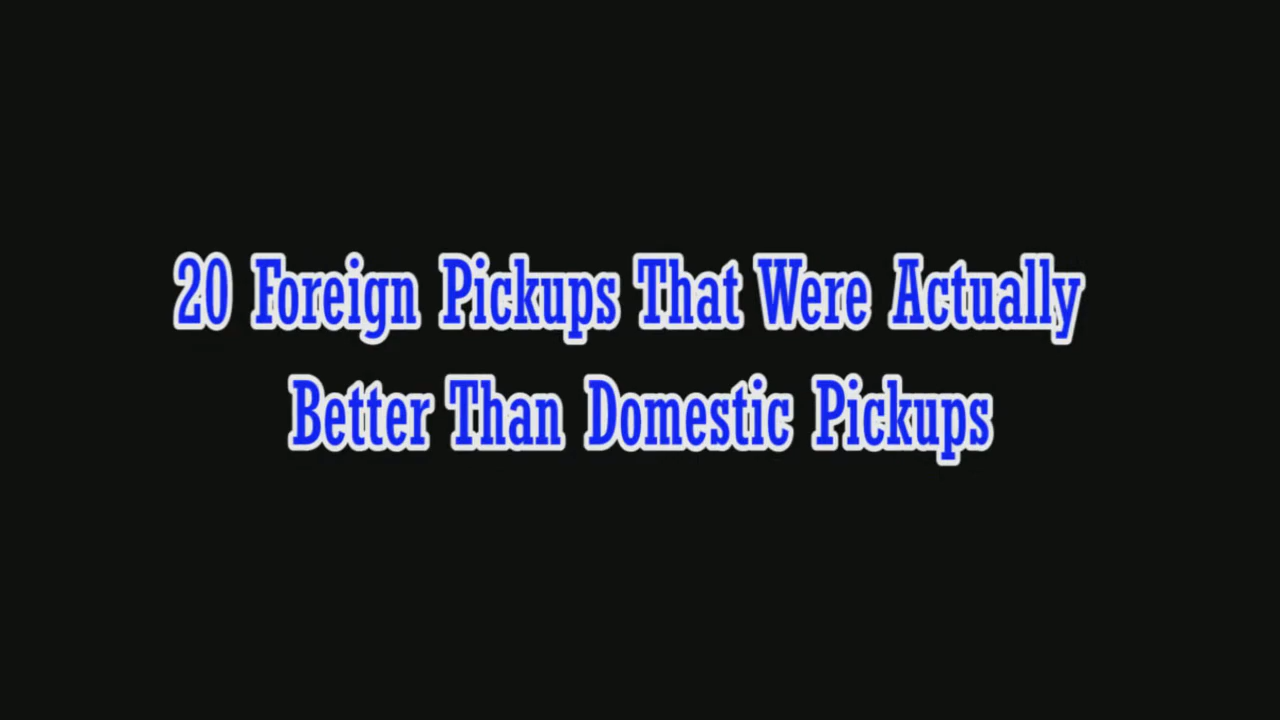 20 Foreign Pickups That Were Actually
Better Than Domestic Pickups